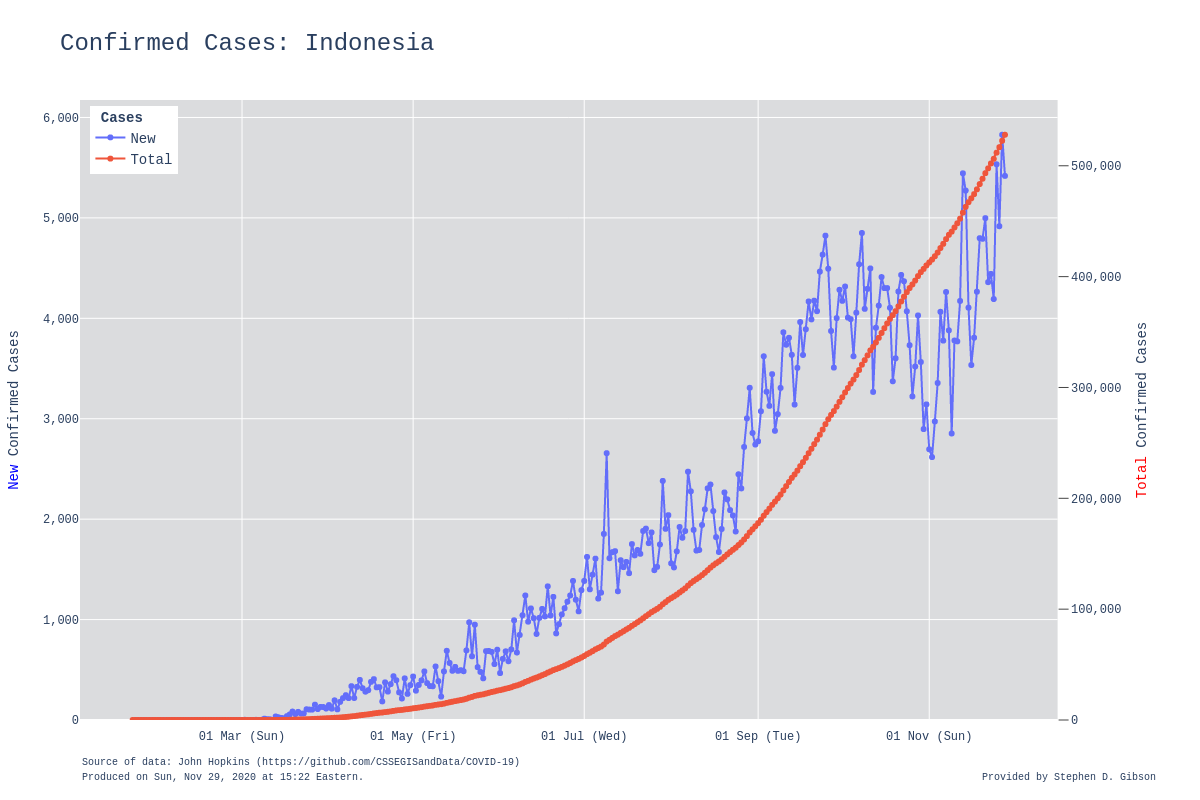 Confirmed Cases: Indonesia
Cases
New
Total
6,000
5,000
4,000
3,000
2,000
1,000
0
New Confirmed Cases
500,000
400,000
300,000
200,000
100,000
0
Total Confirmed Cases
01 Mar (Sun) 01 May (Fri) 01 Jul (Wed) 01 Sep (Tue) 01 Nov (Sun)
Source of data: John Hopkins (https://github.com/CSSEGISandData/COVID-19)
Produced on Sun, Nov 29, 2020 at 15:22 Eastern.
Provided by Stephen D. Gibson